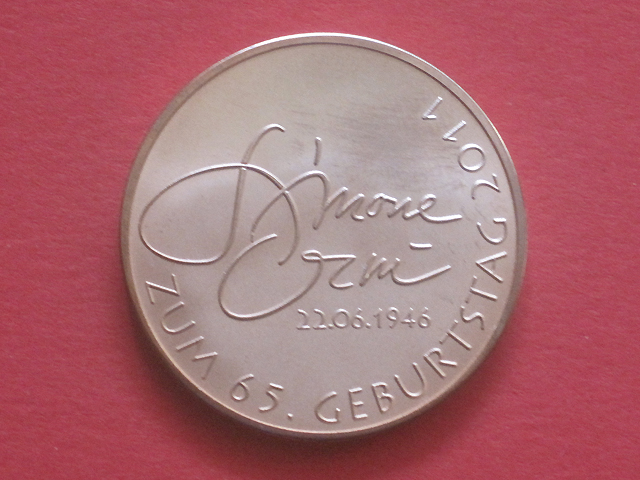 Simone
22.06.1946
ZUM 65. GEBURTSTAG 2011